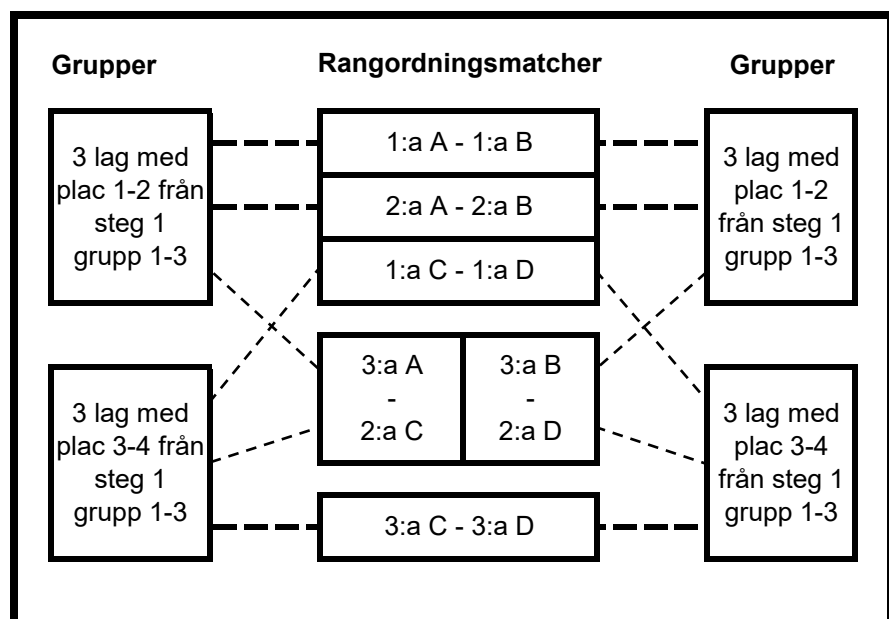 Grupper
Rangordningsmatcher
Grupper
3 lag med
plac 1-2 från
steg 1
grupp 1-3
1:a A - 1:a B
2:a A - 2:a B
1:a C - 1:a D
3 lag med
plac 1-2
från steg 1
grupp 1-3
3 lag med
plac 3-4 från
steg 1
grupp 1-3
3:a A
-
2:a C
3:a B
-
2:a D
3 lag med
plac 3-4
från steg 1
grupp 1-3
3:a C - 3:a D